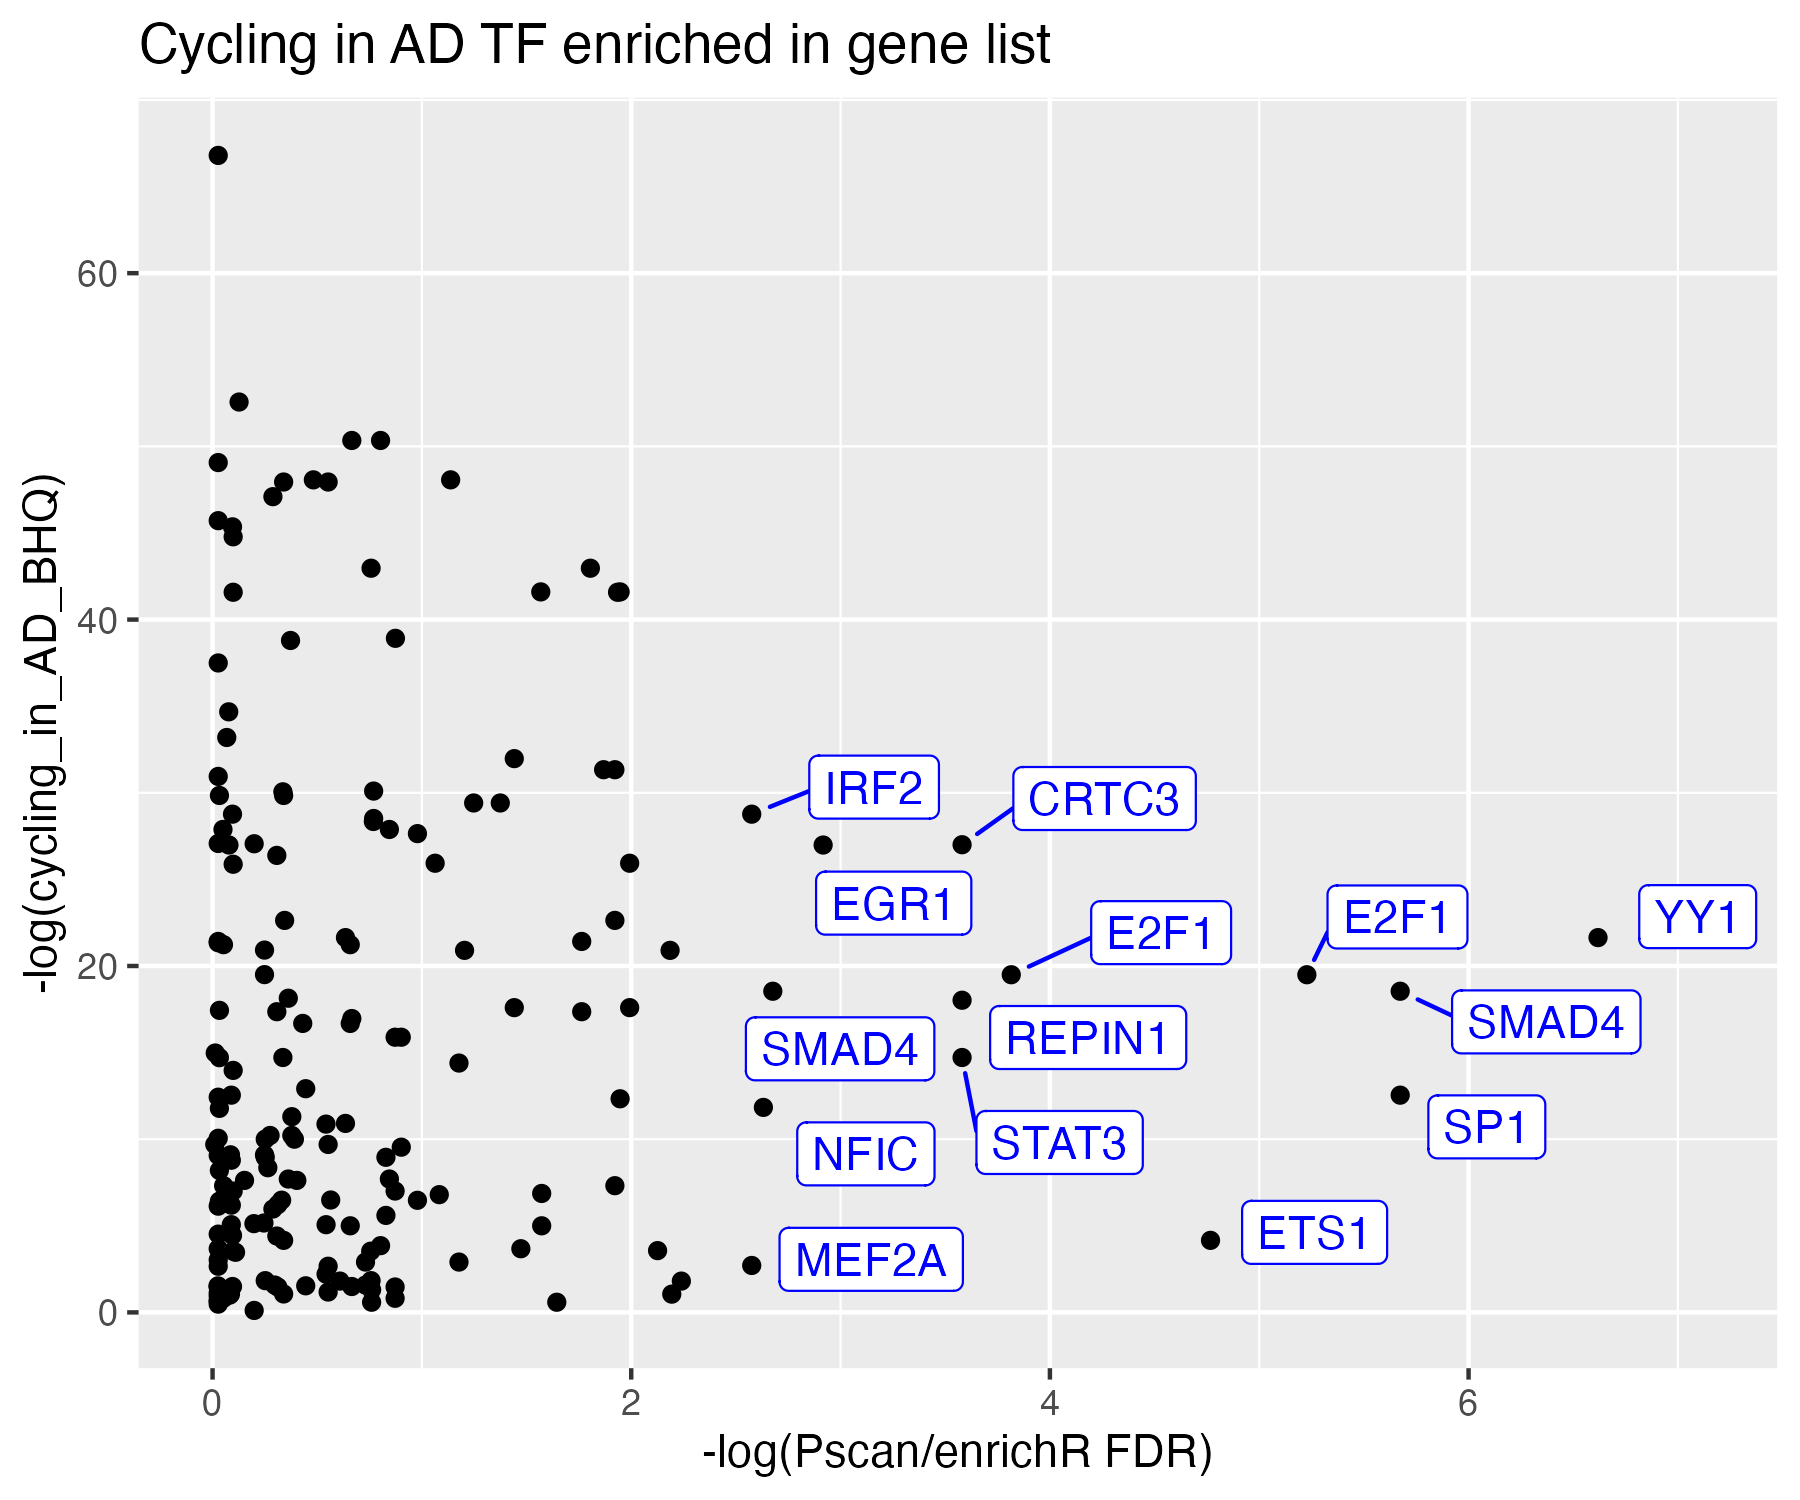 Cycling in AD TF enriched in gene list
-log(cycling_in_AD_BHQ)
60
40
20
0
IRF2
CRTC3
EGR1
E2F1
E2F1
YY1
SMAD4
REPIN1
SMAD4
SP1
STAT3
NFIC
ETS1
MEF2A
0
2
4
6
-log(Pscan/enrichR FDR)